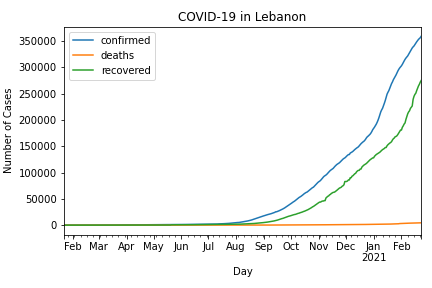 COVID-19 in Lebanon
confirmed
deaths
recovered
Number of Cases
350000
300000
250000
200000
150000
100000
50000
0
Feb Mar Apr May Jun Jul Aug Sep Oct Nov Dec Jan Feb
2021
Day